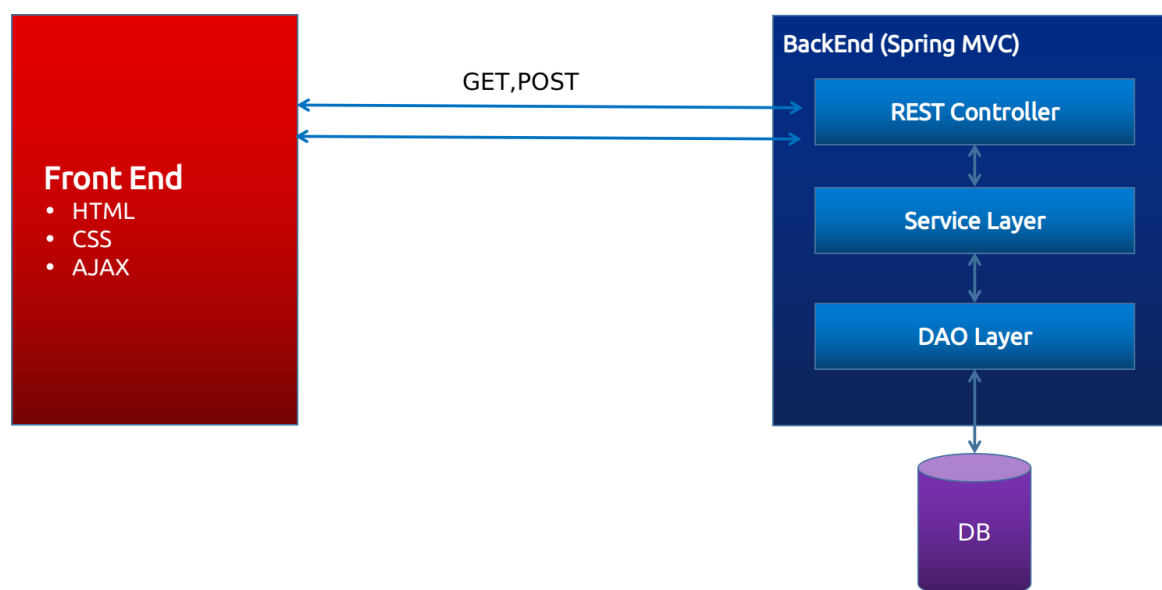 Front End
• HTML
• CSS
• AJAX
GET,POST
BackEnd (Spring MVC)
REST Controller
Service Layer
DAO Layer
DB